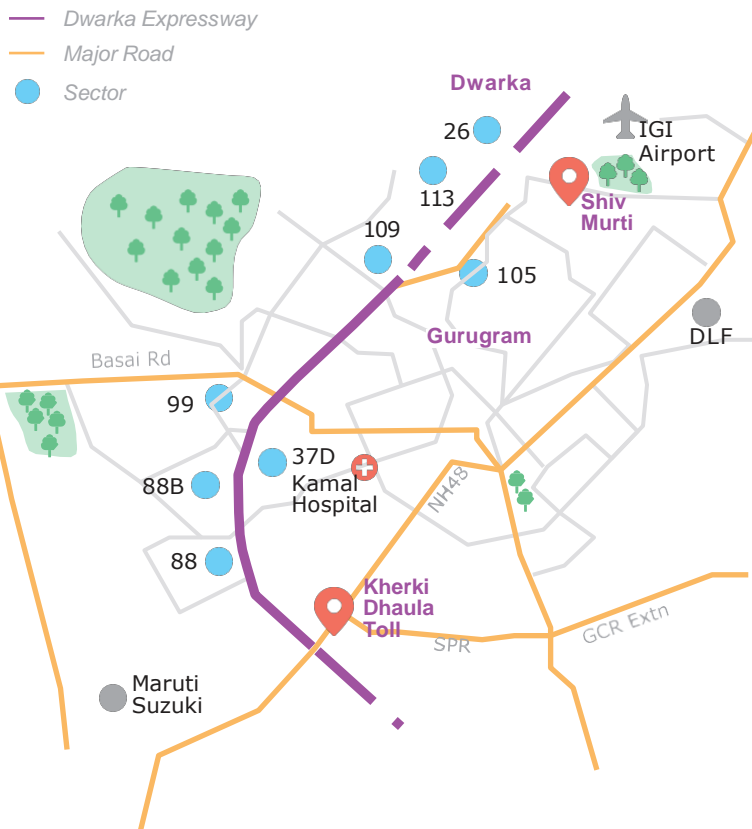 Dwarka Expressway
Major Road
Sector
Dwarka
26
IGI
Airport
113
Shiv
Murti
109
105
Gurugram
DLF
Basai Rd
99
37D
Kamal
Hospital
88B
NH48
88
Kherki
Dhaula
Toll
SPR
GCR Extn
Maruti
Suzuki